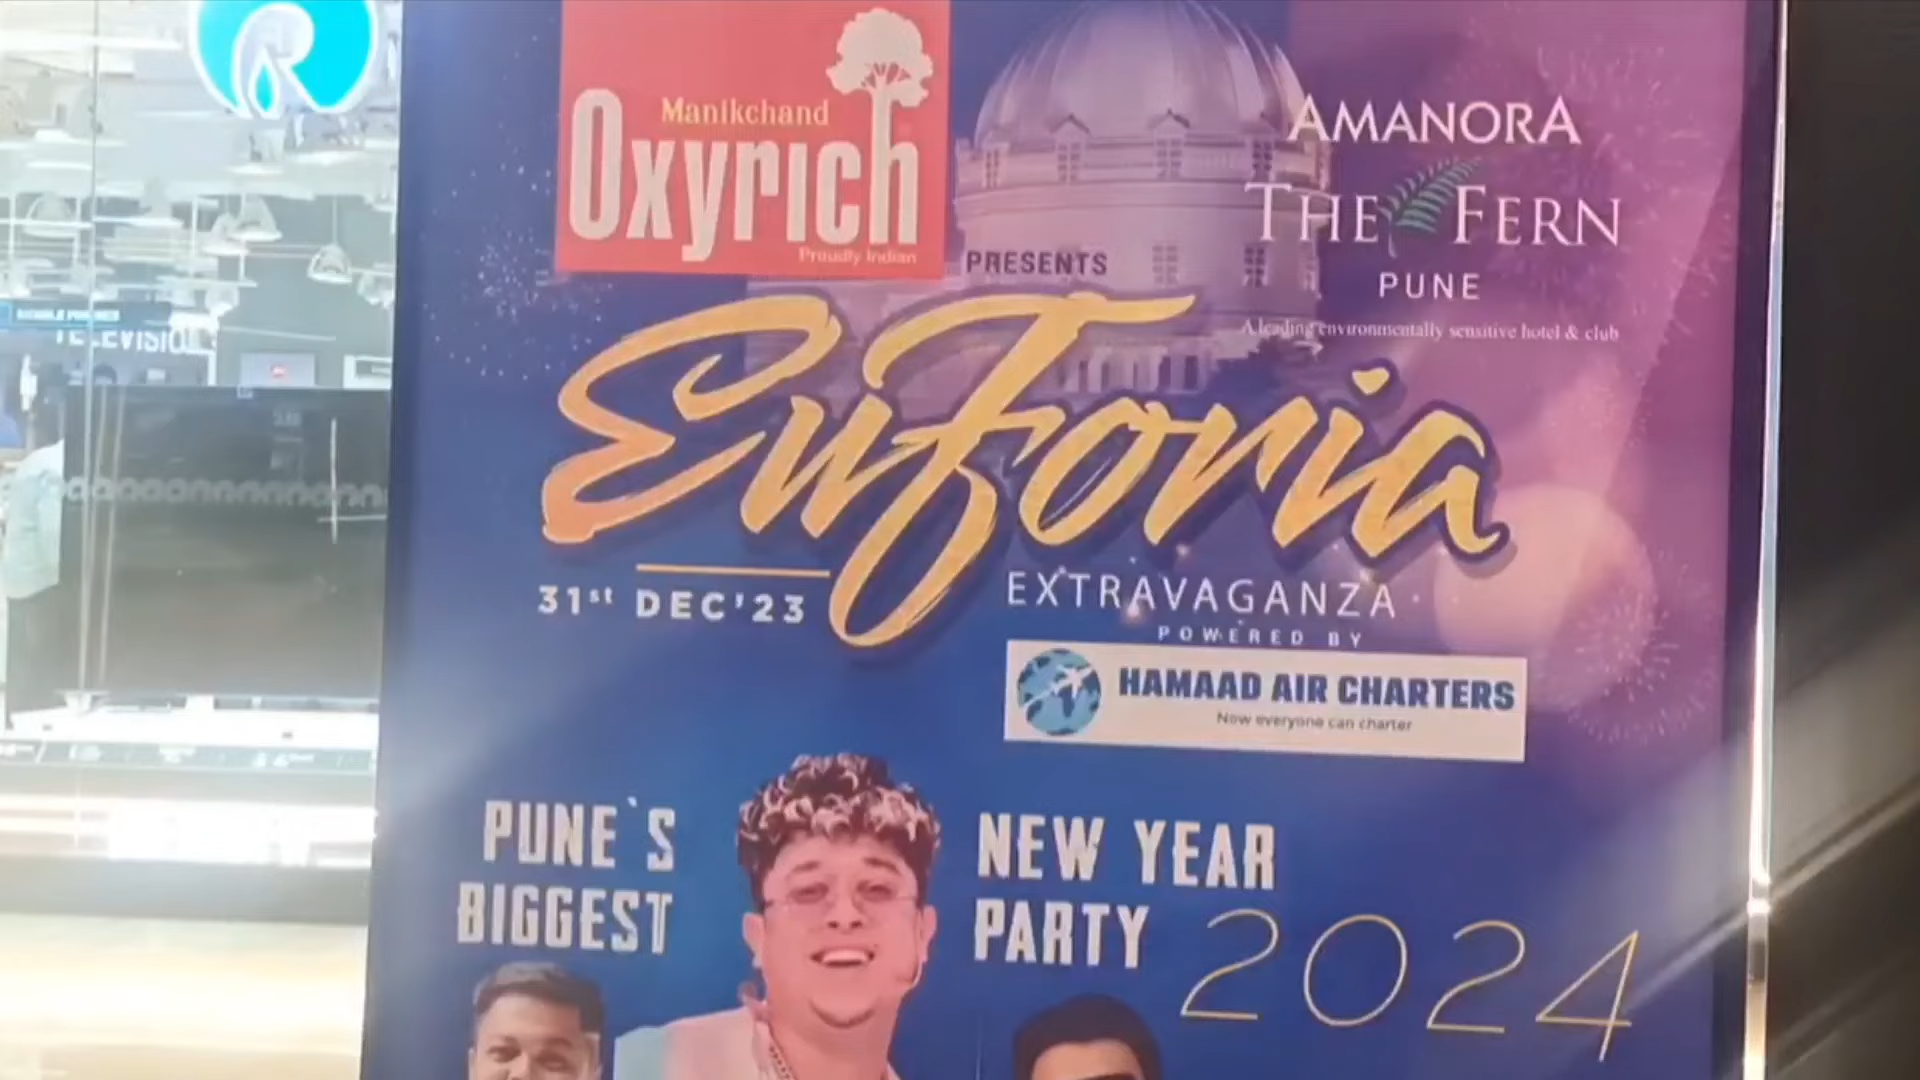 Manikchand
Oxyrich
Proudly Indian
PRESENTS
AMANORA
THE FERN
PUNE
A leading environmentally sensitive hotel & club
Euforia
31st DEC'23
EXTRAVAGANZA
POWERED BY
HAMAAD AIR CHARTERS
Now everyone can charter
PUNE`S
BIGGEST
NEW YEAR
PARTY 2024
TELEVISION